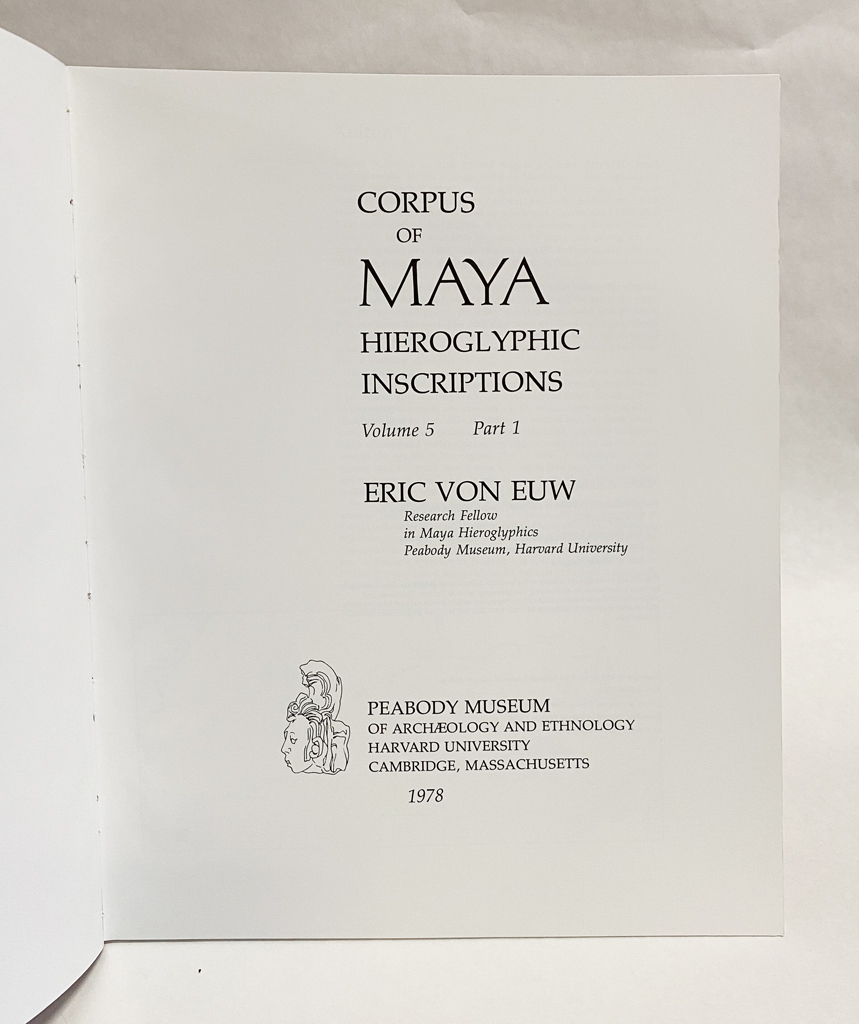 CORPUS
OF
MAYA
HIEROGLYPHIC
INSCRIPTIONS
Volume 5 Part 1
ERIC VON EUW
Research Fellow
in Maya Hieroglyphics
Peabody Museum, Harvard University
PEABODY MUSEUM
OF ARCHÆOLOGY AND ETHNOLOGY
HARVARD UNIVERSITY
CAMBRIDGE, MASSACHUSETTS
1978